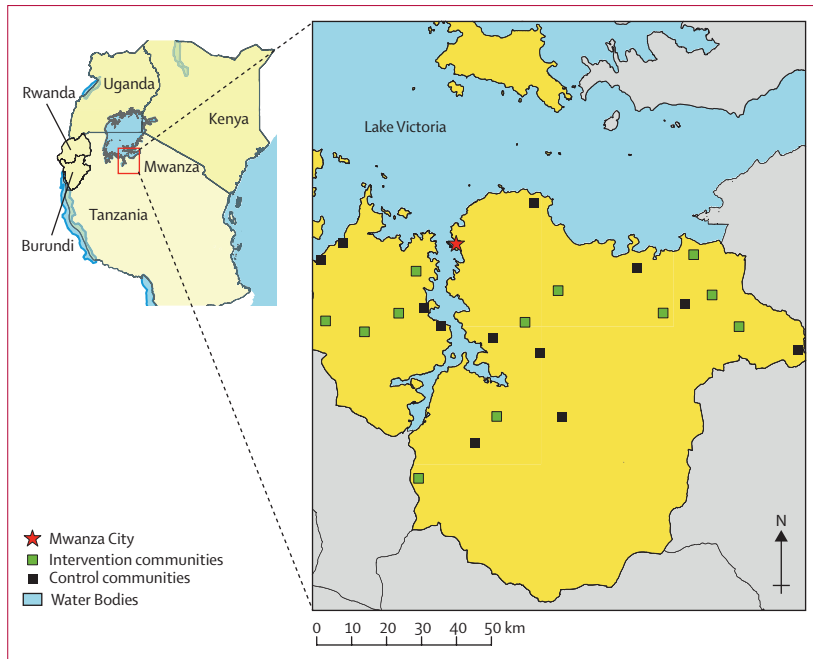 Uganda
Rwanda
Kenya
Mwanza
Tanzania
Burundi
Lake Victoria
N
Mwanza City
Intervention communities
Control communities
Water Bodies
0 10 20 30 40 50 km